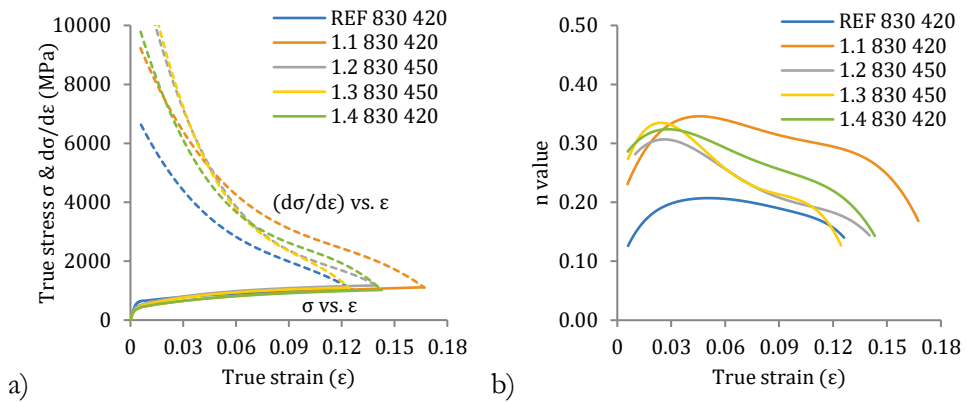 True stress σ & dσ/dε (MPa)
10000
8000
6000
4000
2000
0
REF 830 420
1.1 830 420
1.2 830 450
1.3 830 450
1.4 830 420
(dσ/dε) vs. ε
σ vs. ε
0 0.03 0.06 0.09 0.12 0.15 0.18
True strain (ε)
a)
n value
0.50
0.40
0.30
0.20
0.10
0.00
REF 830 420
1.1 830 420
1.2 830 450
1.3 830 450
1.4 830 420
0 0.03 0.06 0.09 0.12 0.15 0.18
True strain (ε)
b)